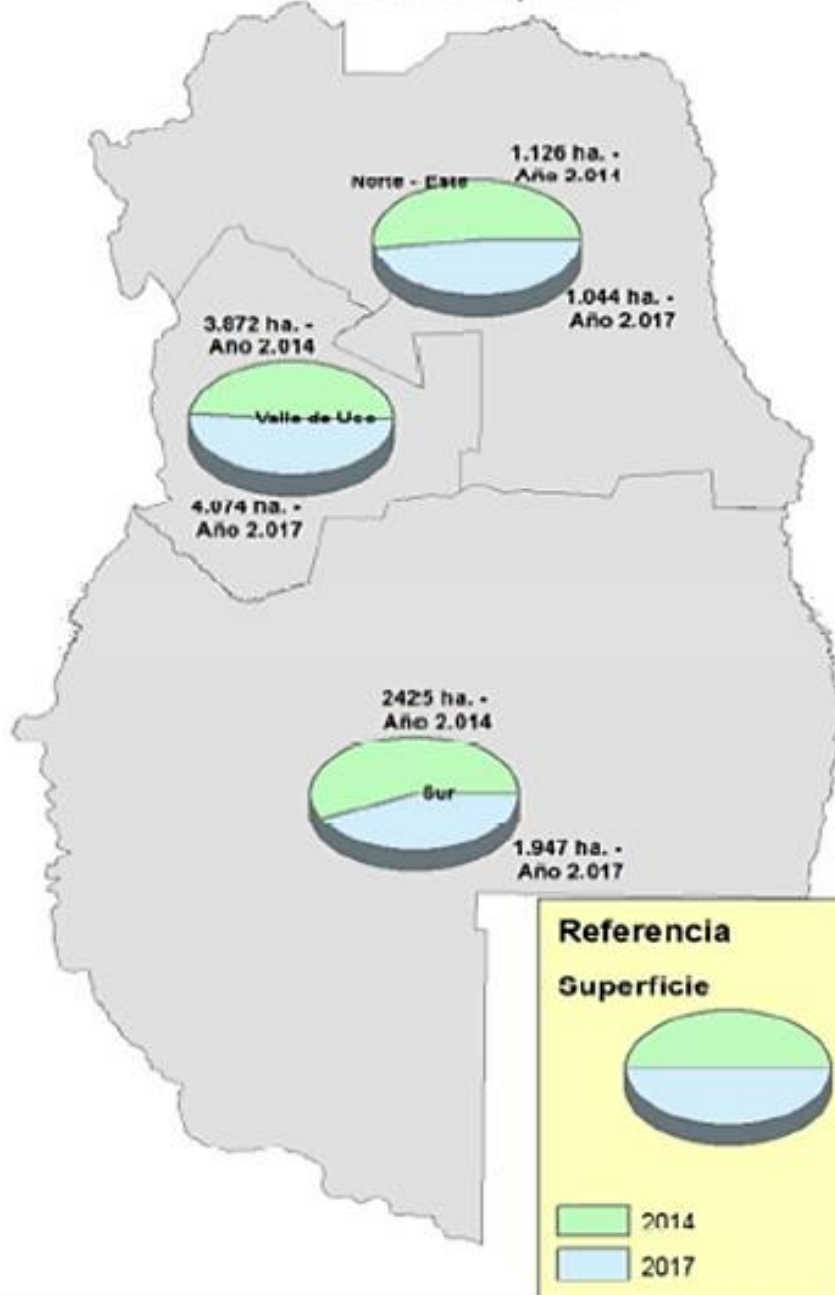 1.126 ha. -
Año 2.014
Norte - Este
1.044 ha. -
Año 2.017
3.872 ha. -
Año 2.014
Valle de Uco
4.074 ha. -
Año 2.017
2425 ha. -
Año 2.014
Sur
1.947 ha. -
Año 2.017
Referencia
Superficie
2014
2017